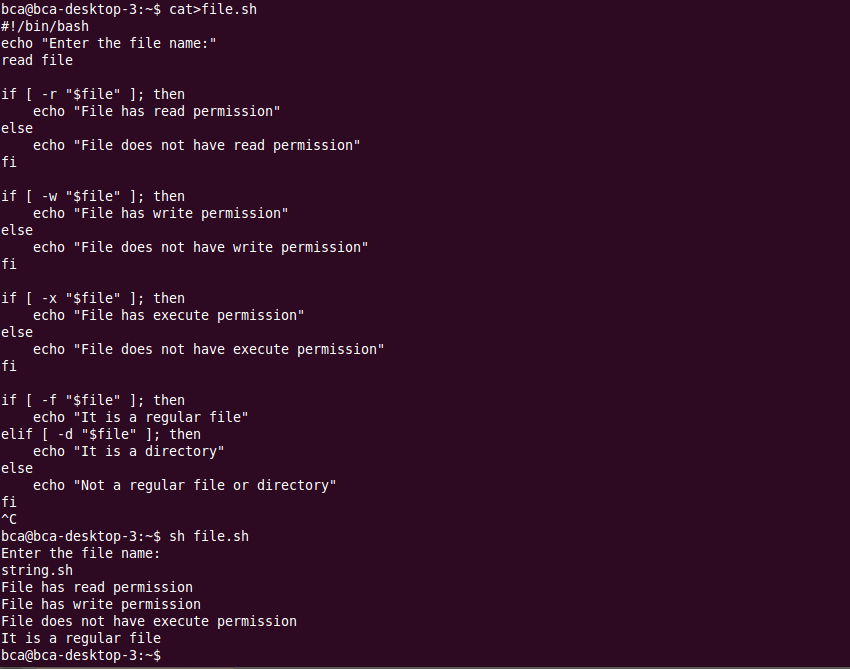 bca@bca-desktop-3:~$ cat>file.sh
#!/bin/bash
echo "Enter the file name:"
read file

if [ -r "$file" ]; then
    echo "File has read permission"
else
    echo "File does not have read permission"
fi

if [ -w "$file" ]; then
    echo "File has write permission"
else
    echo "File does not have write permission"
fi

if [ -x "$file" ]; then
    echo "File has execute permission"
else
    echo "File does not have execute permission"
fi

if [ -f "$file" ]; then
    echo "It is a regular file"
elif [ -d "$file" ]; then
    echo "It is a directory"
else
    echo "Not a regular file or directory"
fi
^C
bca@bca-desktop-3:~$ sh file.sh
Enter the file name:
string.sh
File has read permission
File has write permission
File does not have execute permission
It is a regular file
bca@bca-desktop-3:~$